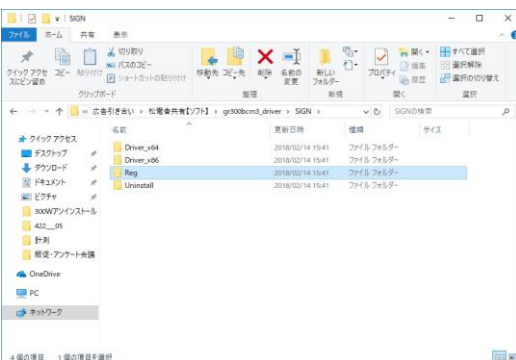 SIGN
ファイル ホーム 共有 表示
クイック アクセスにピン留め コピー 貼り付け 切り取り パスのコピー ショートカットの貼り付け 移動先 コピー先 削除 名前の変更 新しいフォルダー プロパティ 開く 編集 履歴 すべて選択 選択解除 選択の切り替え
クリップボード 整理 新規 開く 選択
« 広告引き合い › 松電舎共有【ソフト】 › gr300bcm3_driver › SIGN › SIGNの検索
名前 更新日時 種類 サイズ
クイック アクセス
デスクトップ
ダウンロード
ドキュメント
ピクチャ
300Wアンインストール
422__05
計測
販促・アンケート会議
OneDrive
PC
ネットワーク
Driver_x64 2018/02/14 15:41 ファイル フォルダー
Driver_x86 2018/02/14 15:41 ファイル フォルダー
Reg 2018/02/14 15:41 ファイル フォルダー
Uninstall 2018/02/14 15:41 ファイル フォルダー
4 個の項目 1 個の項目を選択